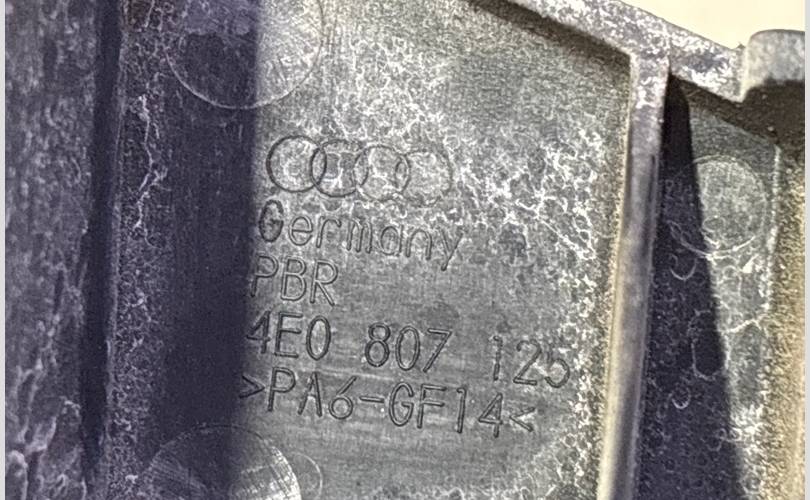 Germany
PBR
4E0 807 125
>PA6-GF14<